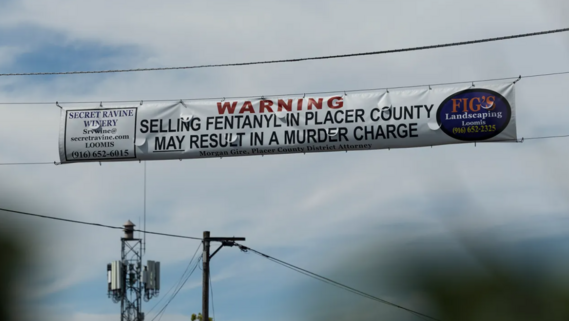 SECRET RAVINE
WINERY
Srevine@
secretravine.com
LOOMIS
(916) 652-6015
WARNING
SELLING FENTANYL IN PLACER COUNTY
MAY RESULT IN A MURDER CHARGE
Morgan Gire, Placer County District Attorney
FIG'S
Landscaping
Loomis
(916) 652-2325